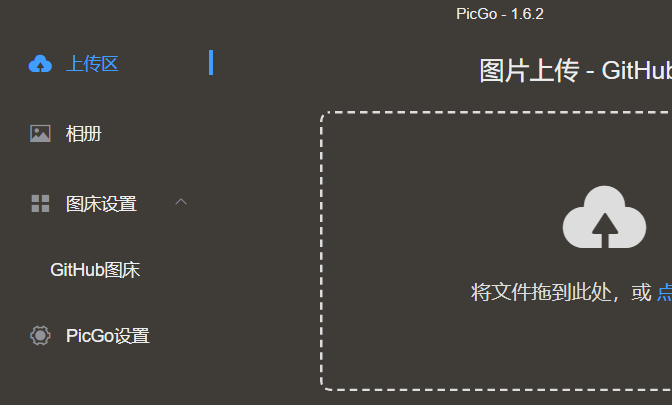 PicGo - 1.6.2
上传区
图片上传 - GitHub
相册
图床设置
GitHub图床
将文件拖到此处，或 点
PicGo设置